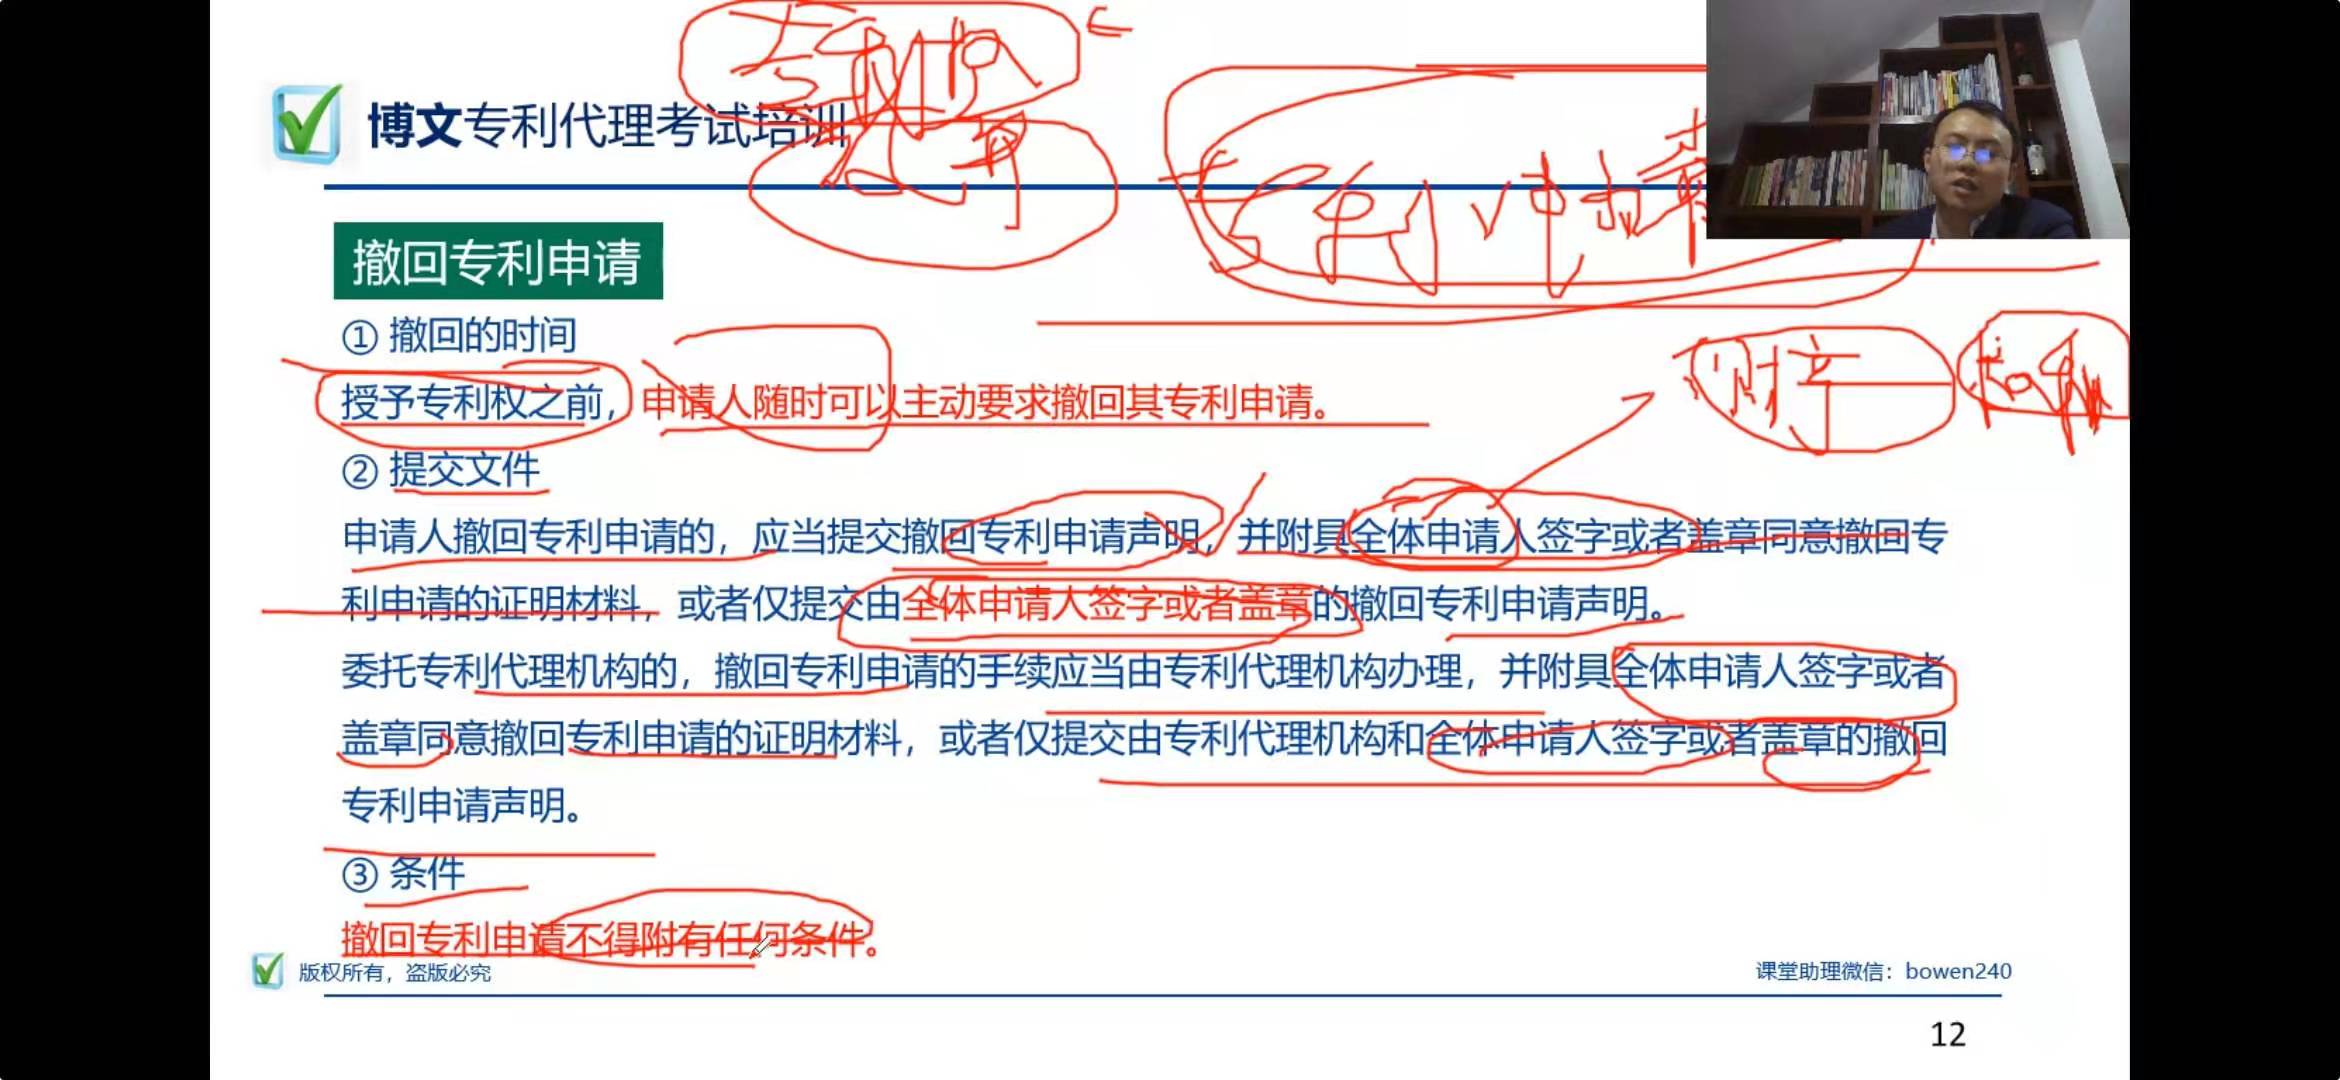 博文专利代理考试培训
专利权
撤回专利申请
① 撤回的时间
财产
授予专利权之前，申请人随时可以主动要求撤回其专利申请。
② 提交文件
申请人撤回专利申请的，应当提交撤回专利申请声明，并附具全体申请人签字或者盖章同意撤回专
利申请的证明材料，或者仅提交由全体申请人签字或者盖章的撤回专利申请声明。
委托专利代理机构的，撤回专利申请的手续应当由专利代理机构办理，并附具全体申请人签字或者
盖章同意撤回专利申请的证明材料，或者仅提交由专利代理机构和全体申请人签字或者盖章的撤回
专利申请声明。
③ 条件
撤回专利申请不得附有任何条件。
版权所有，盗版必究
课堂助理微信：bowen240
12